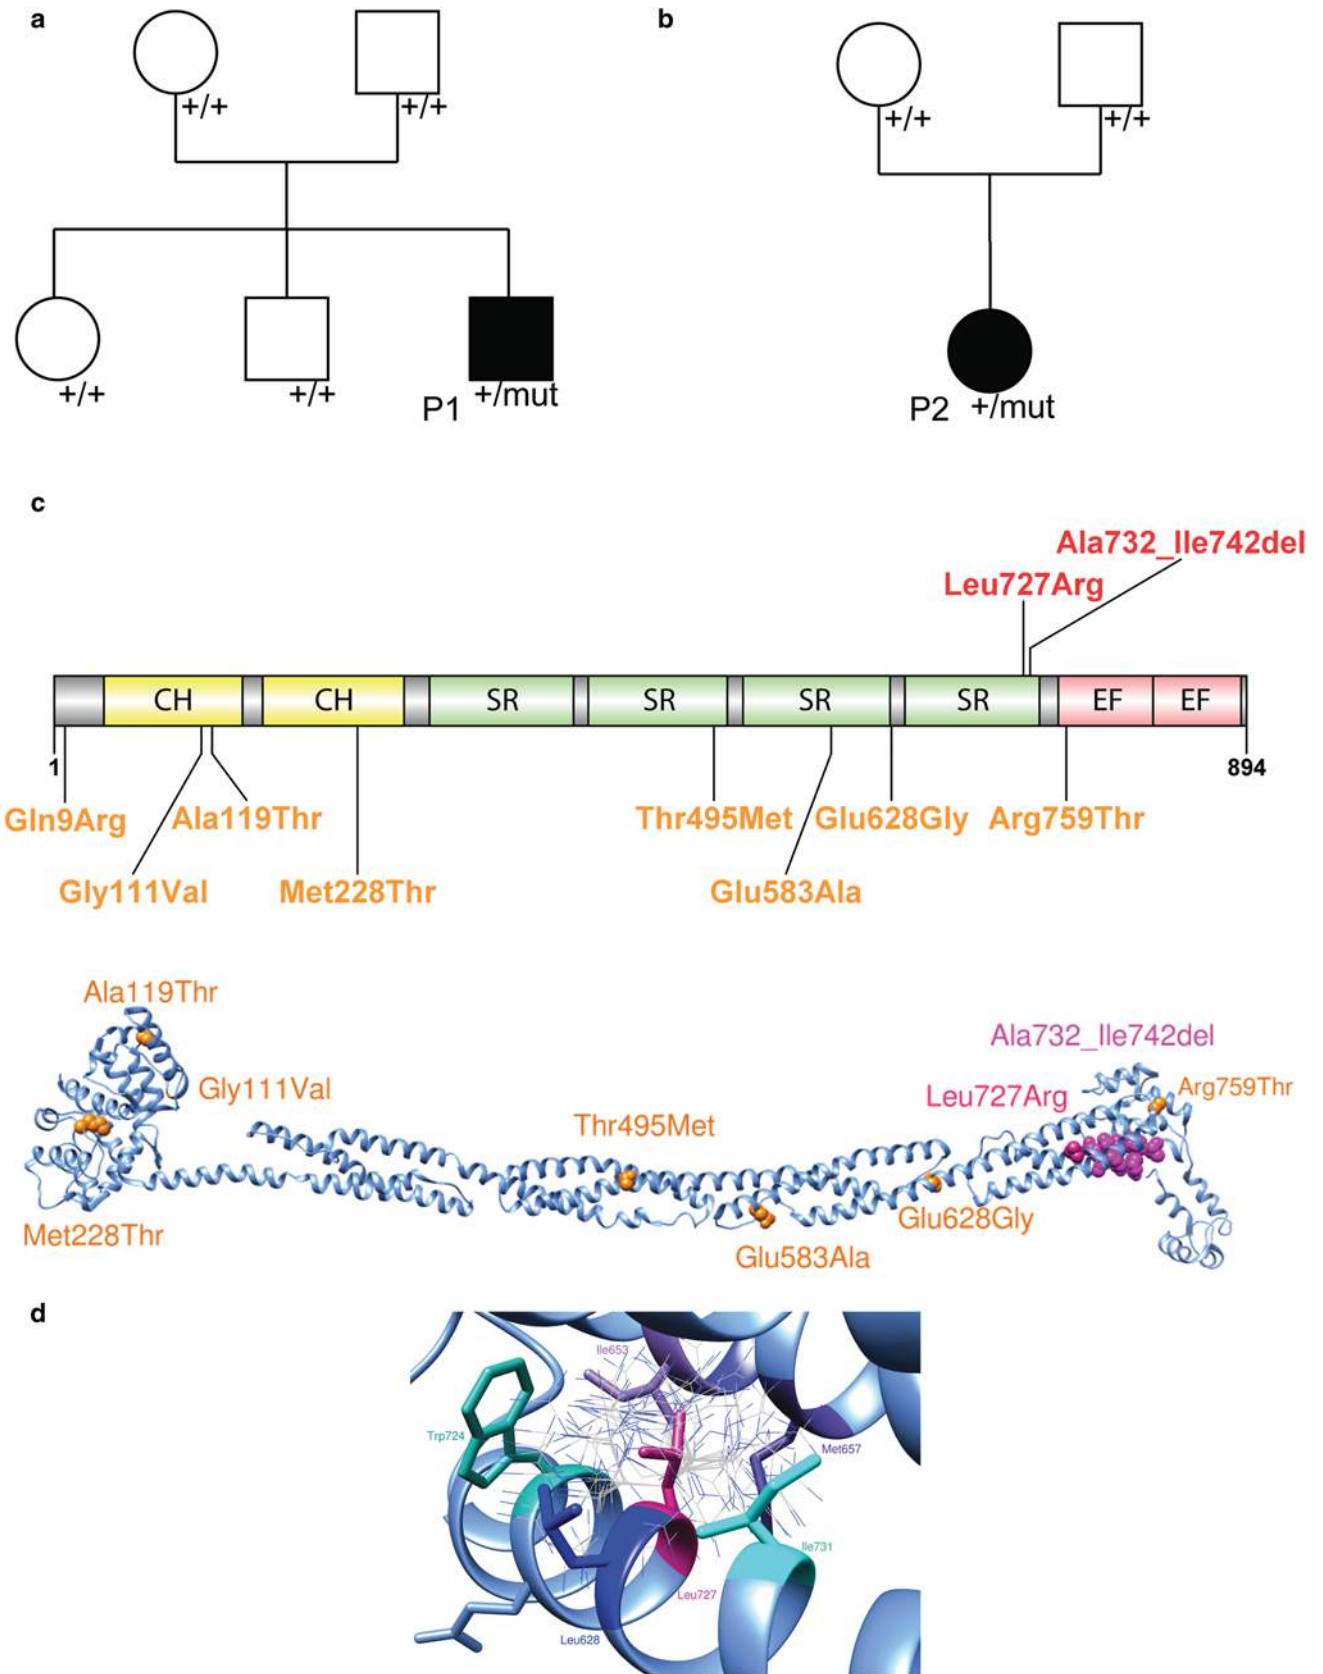 a
b
+/+ +/+
+/+ +/+
+/+ +/+ P1 +/mut
P2 +/mut
c
Ala732_Ile742del
Leu727Arg
CH CH SR SR SR SR EF EF
1 894
Gln9Arg Ala119Thr Thr495Met Glu628Gly Arg759Thr
Gly111Val Met228Thr Glu583Ala
Ala119Thr
Ala732_Ile742del
Gly111Val Leu727Arg Arg759Thr
Thr495Met
Met228Thr Glu628Gly
Glu583Ala
d
Ile653
Trp724
Met657
Ile731
Leu727
Leu628